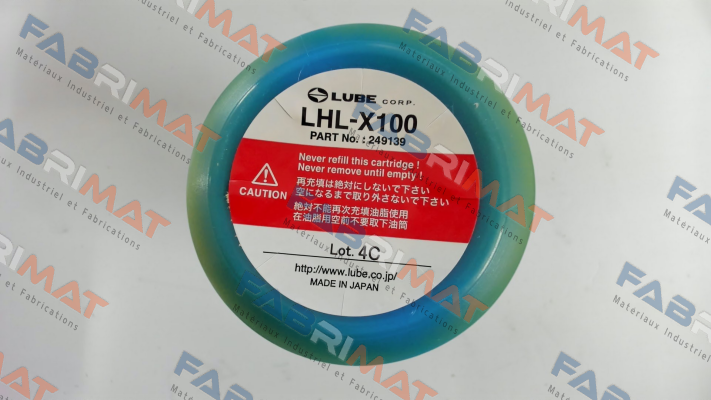 LUBE CORP.
LHL-X100
PART No.: 249139
Never refill this cartridge !
Never remove until empty !
CAUTION
再充填は絶対にしないで下さい
空になるまで取り外さないで下さい
絶対不能再次充填油脂使用
在油脂用空前不要取下油筒
Lot. 4C
http://www.lube.co.jp/
MADE IN JAPAN
FABRIMAT
Matériaux Industriel et Fabrications